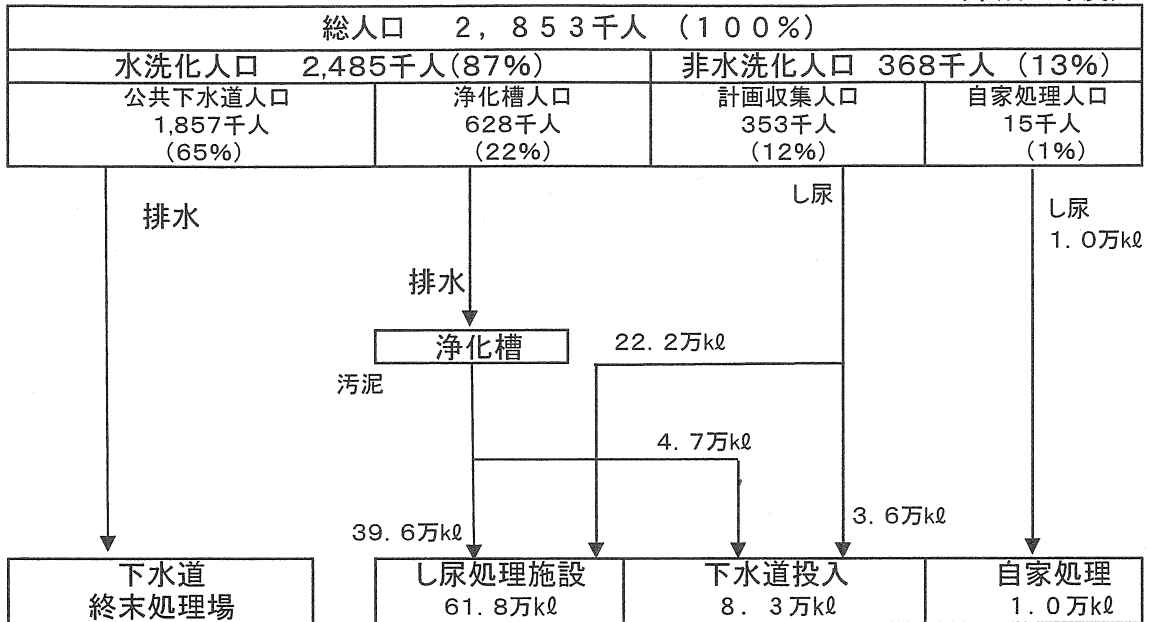 総人口　２，８５３千人（１００％）
水洗化人口　2,485千人(87%)
非水洗化人口　368千人（13%）
公共下水道人口
1,857千人
(65%)
浄化槽人口
628千人
(22%)
計画収集人口
353千人
(12%)
自家処理人口
15千人
(1%)
排水
排水
し尿
し尿
1．0万kℓ
浄化槽
汚泥
22．2万kℓ
4．7万kℓ
39．6万kℓ
3．6万kℓ
下水道
終末処理場
し尿処理施設
61．8万kℓ
下水道投入
8．3万kℓ
自家処理
1．0万kℓ